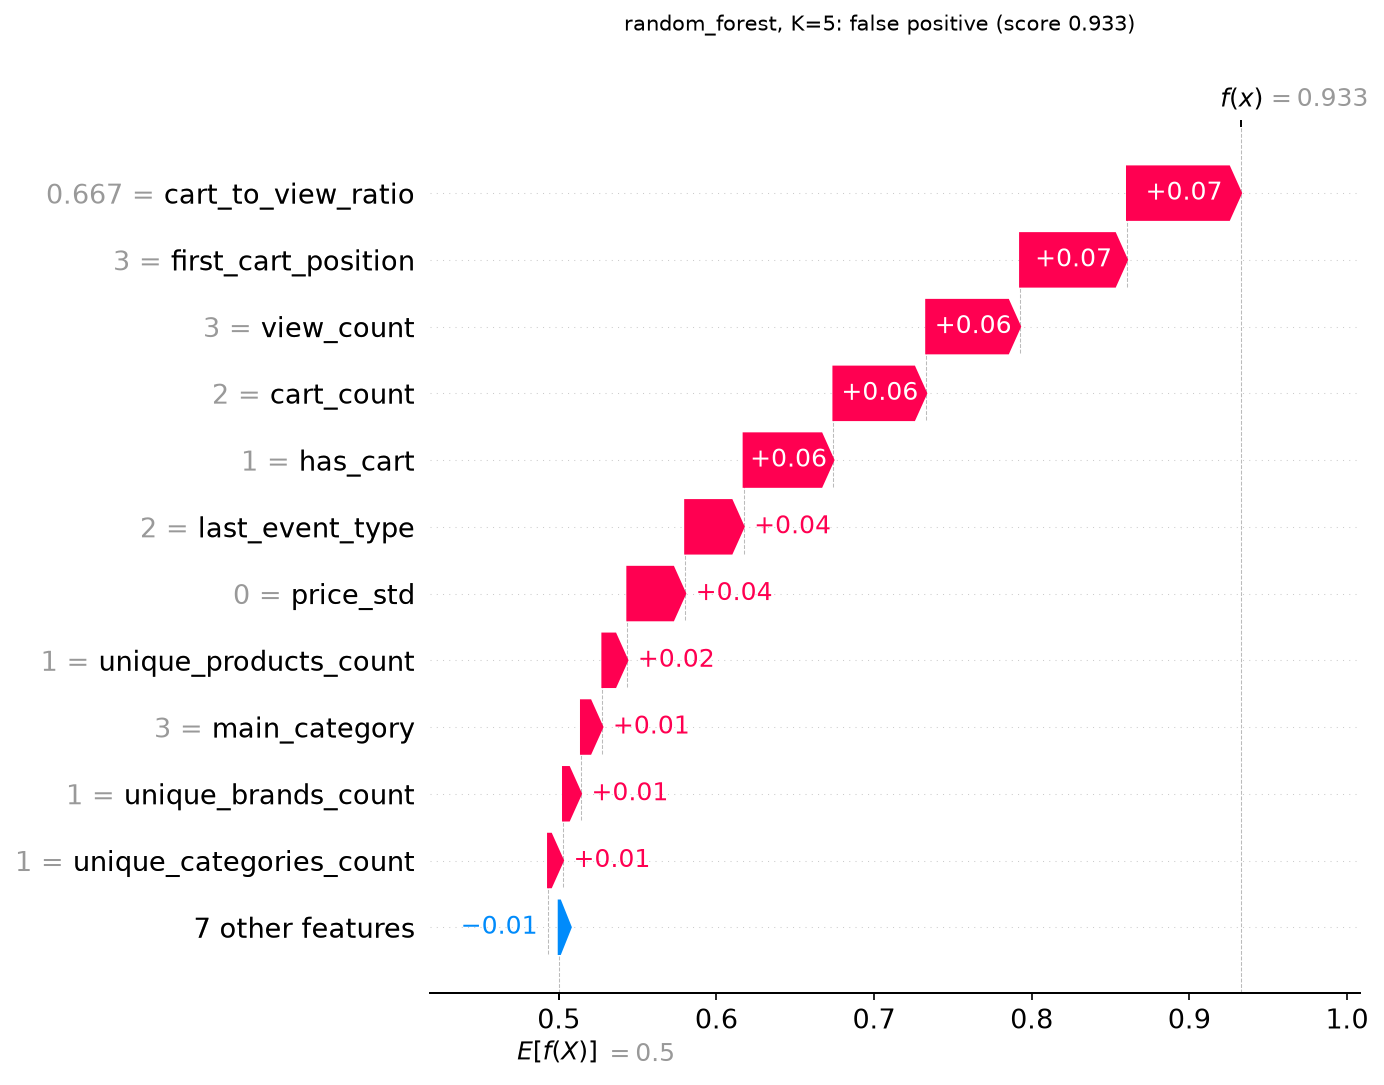 random_forest, K=5: false positive (score 0.933)
f(x) = 0.933
0.667 = cart_to_view_ratio +0.07
3 = first_cart_position +0.07
3 = view_count +0.06
2 = cart_count +0.06
1 = has_cart +0.06
2 = last_event_type +0.04
0 = price_std +0.04
1 = unique_products_count +0.02
3 = main_category +0.01
1 = unique_brands_count +0.01
1 = unique_categories_count +0.01
7 other features −0.01
0.5 0.6 0.7 0.8 0.9 1.0
E[f(X)] = 0.5